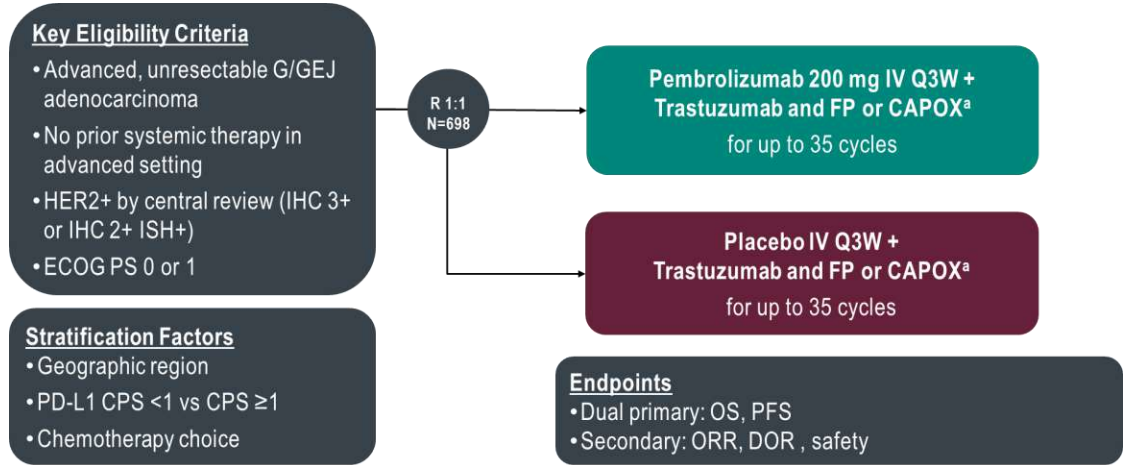 Key Eligibility Criteria
•Advanced, unresectable G/GEJ
adenocarcinoma
•No prior systemic therapy in
advanced setting
•HER2+ by central review (IHC 3+
or IHC 2+ ISH+)
•ECOG PS 0 or 1
Stratification Factors
•Geographic region
•PD-L1 CPS <1 vs CPS ≥1
•Chemotherapy choice
R 1:1
N=698
Pembrolizumab 200 mg IV Q3W +
Trastuzumab and FP or CAPOXᵃ
for up to 35 cycles
Placebo IV Q3W +
Trastuzumab and FP or CAPOXᵃ
for up to 35 cycles
Endpoints
•Dual primary: OS, PFS
•Secondary: ORR, DOR , safety